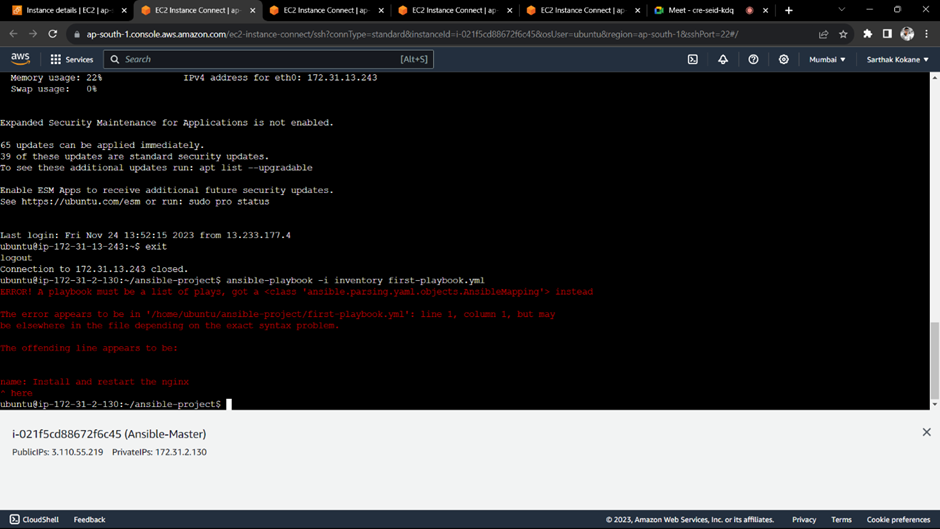 Instance details | EC2 | ap-
EC2 Instance Connect | ap-
EC2 Instance Connect | ap-
EC2 Instance Connect | ap-
EC2 Instance Connect | ap-
Meet - cre-seid-kdq
ap-south-1.console.aws.amazon.com/ec2-instance-connect/ssh?connType=standard&instanceId=i-021f5cd88672f6c45&osUser=ubuntu&region=ap-south-1&sshPort=22#/
aws Services Search [Alt+S] Mumbai Sarthak Kokane
Memory usage: 22% IPv4 address for eth0: 172.31.13.243
Swap usage: 0%
Expanded Security Maintenance for Applications is not enabled.
65 updates can be applied immediately.
39 of these updates are standard security updates.
To see these additional updates run: apt list --upgradable
Enable ESM Apps to receive additional future security updates.
See https://ubuntu.com/esm or run: sudo pro status
Last login: Fri Nov 24 13:52:15 2023 from 13.233.177.4
ubuntu@ip-172-31-13-243:~$ exit
logout
Connection to 172.31.13.243 closed.
ubuntu@ip-172-31-2-130:~/ansible-project$ ansible-playbook -i inventory first-playbook.yml
ERROR! A playbook must be a list of plays, got a <class 'ansible.parsing.yaml.objects.AnsibleMapping'> instead
The error appears to be in '/home/ubuntu/ansible-project/first-playbook.yml': line 1, column 1, but may
be elsewhere in the file depending on the exact syntax problem.
The offending line appears to be:
name: Install and restart the nginx
^ here
ubuntu@ip-172-31-2-130:~/ansible-project$
i-021f5cd88672f6c45 (Ansible-Master)
PublicIPs: 3.110.55.219 PrivateIPs: 172.31.2.130
CloudShell Feedback © 2023, Amazon Web Services, Inc. or its affiliates. Privacy Terms Cookie preferences